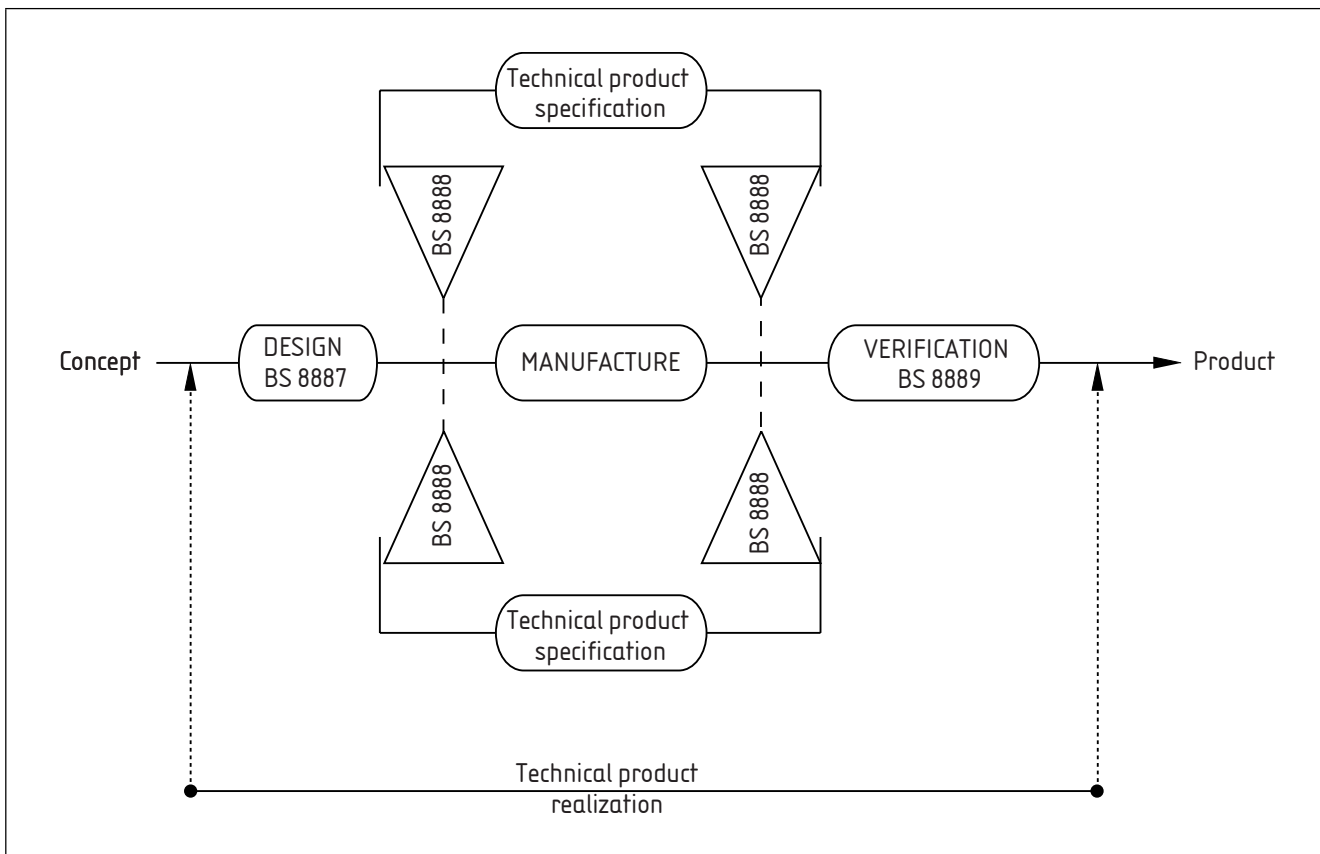 Technical product
specification
BS 8888
BS 8888
Concept
DESIGN
BS 8887
MANUFACTURE
VERIFICATION
BS 8889
Product
BS 8888
BS 8888
Technical product
specification
Technical product
realization